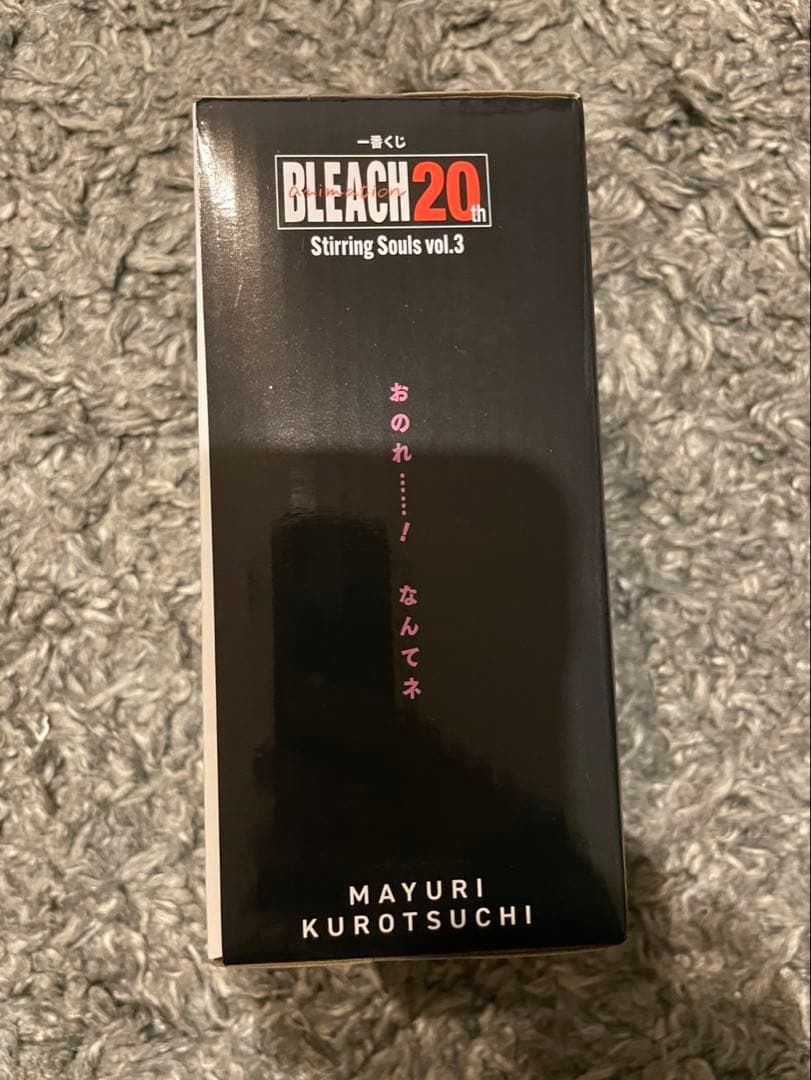 一番くじ
BLEACH 20th
animation
Stirring Souls vol.3
おのれ……! なんてネ
MAYURI
KUROTSUCHI